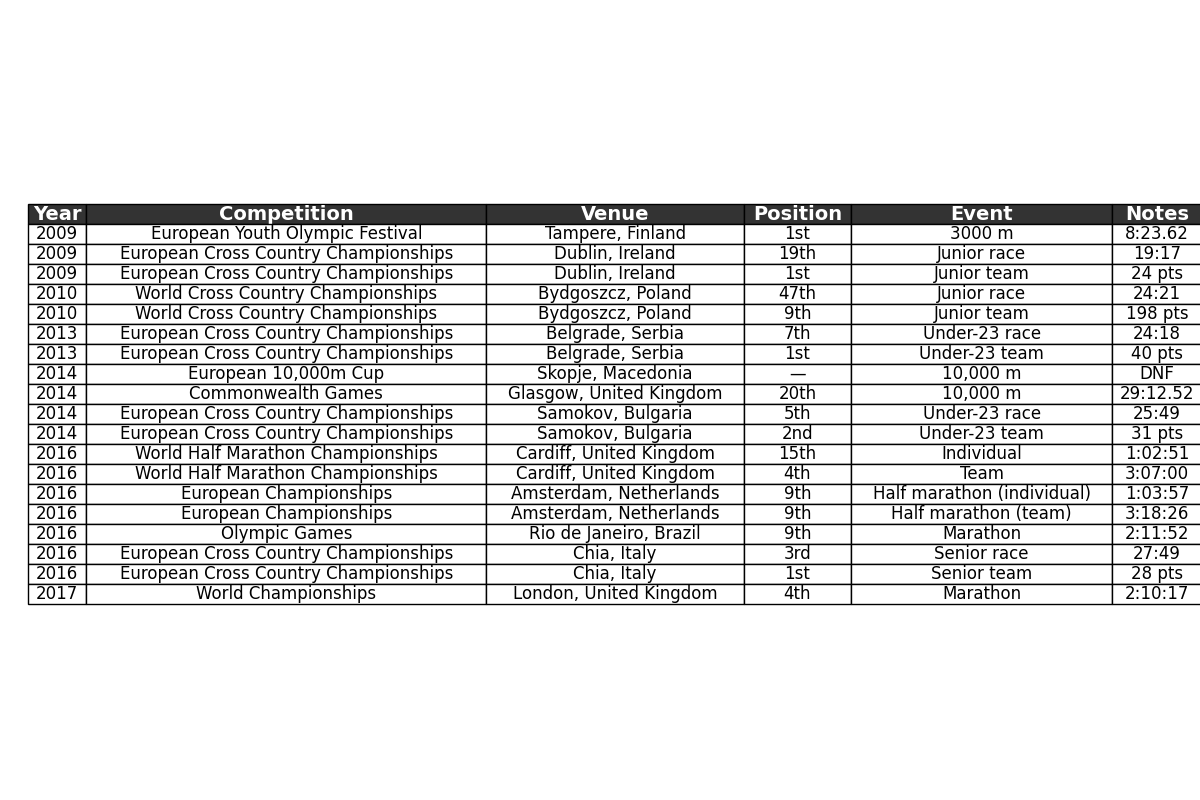 Year Competition Venue Position Event Notes
2009 European Youth Olympic Festival Tampere, Finland 1st 3000 m 8:23.62
2009 European Cross Country Championships Dublin, Ireland 19th Junior race 19:17
2009 European Cross Country Championships Dublin, Ireland 1st Junior team 24 pts
2010 World Cross Country Championships Bydgoszcz, Poland 47th Junior race 24:21
2010 World Cross Country Championships Bydgoszcz, Poland 9th Junior team 198 pts
2013 European Cross Country Championships Belgrade, Serbia 7th Under-23 race 24:18
2013 European Cross Country Championships Belgrade, Serbia 1st Under-23 team 40 pts
2014 European 10,000m Cup Skopje, Macedonia — 10,000 m DNF
2014 Commonwealth Games Glasgow, United Kingdom 20th 10,000 m 29:12.52
2014 European Cross Country Championships Samokov, Bulgaria 5th Under-23 race 25:49
2014 European Cross Country Championships Samokov, Bulgaria 2nd Under-23 team 31 pts
2016 World Half Marathon Championships Cardiff, United Kingdom 15th Individual 1:02:51
2016 World Half Marathon Championships Cardiff, United Kingdom 4th Team 3:07:00
2016 European Championships Amsterdam, Netherlands 9th Half marathon (individual) 1:03:57
2016 European Championships Amsterdam, Netherlands 9th Half marathon (team) 3:18:26
2016 Olympic Games Rio de Janeiro, Brazil 9th Marathon 2:11:52
2016 European Cross Country Championships Chia, Italy 3rd Senior race 27:49
2016 European Cross Country Championships Chia, Italy 1st Senior team 28 pts
2017 World Championships London, United Kingdom 4th Marathon 2:10:17